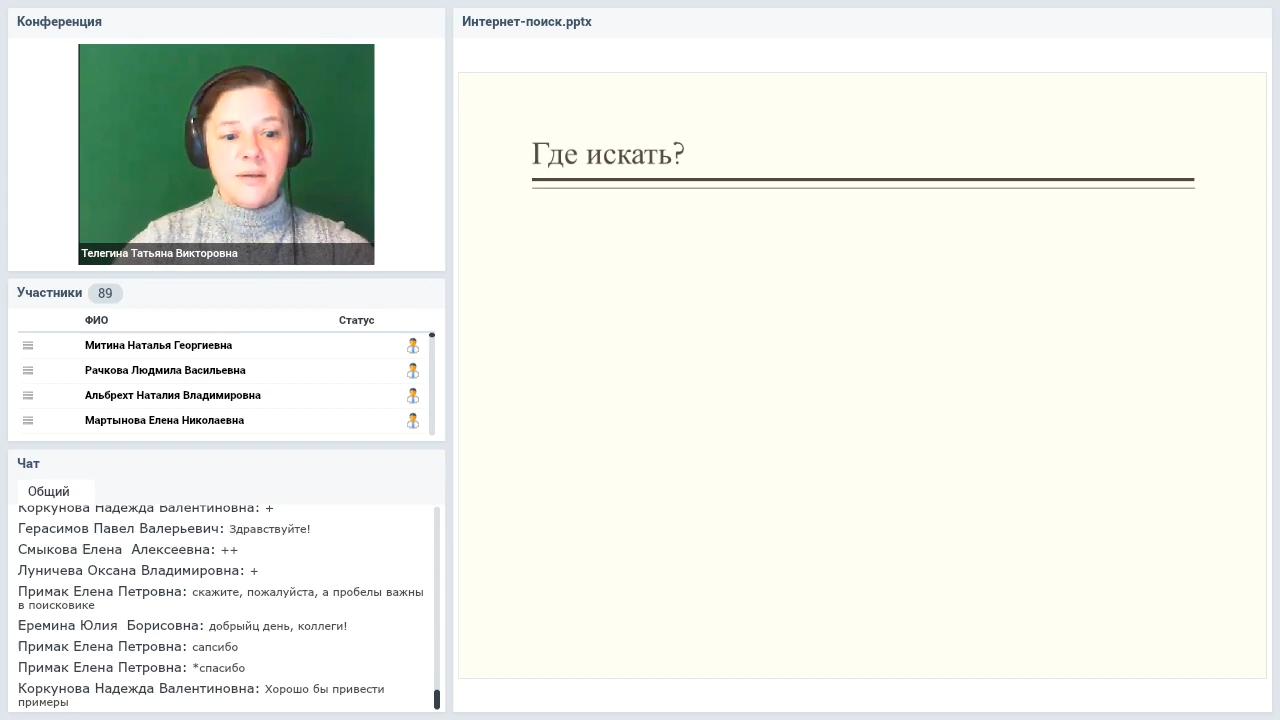 Конференция
Телегина Татьяна Викторовна
Участники 89
ФИО Статус
Митина Наталья Георгиевна
Рачкова Людмила Васильевна
Альбрехт Наталия Владимировна
Мартынова Елена Николаевна
Чат
Общий
Коркунова Надежда Валентиновна: +
Герасимов Павел Валерьевич: Здравствуйте!
Смыкова Елена  Алексеевна: ++
Луничева Оксана Владимировна: +
Примак Елена Петровна: скажите, пожалуйста, а пробелы важны
в поисковике
Еремина Юлия  Борисовна: добрыйц день, коллеги!
Примак Елена Петровна: сапсибо
Примак Елена Петровна: *спасибо
Коркунова Надежда Валентиновна: Хорошо бы привести
примеры
Интернет-поиск.pptx
Где искать?